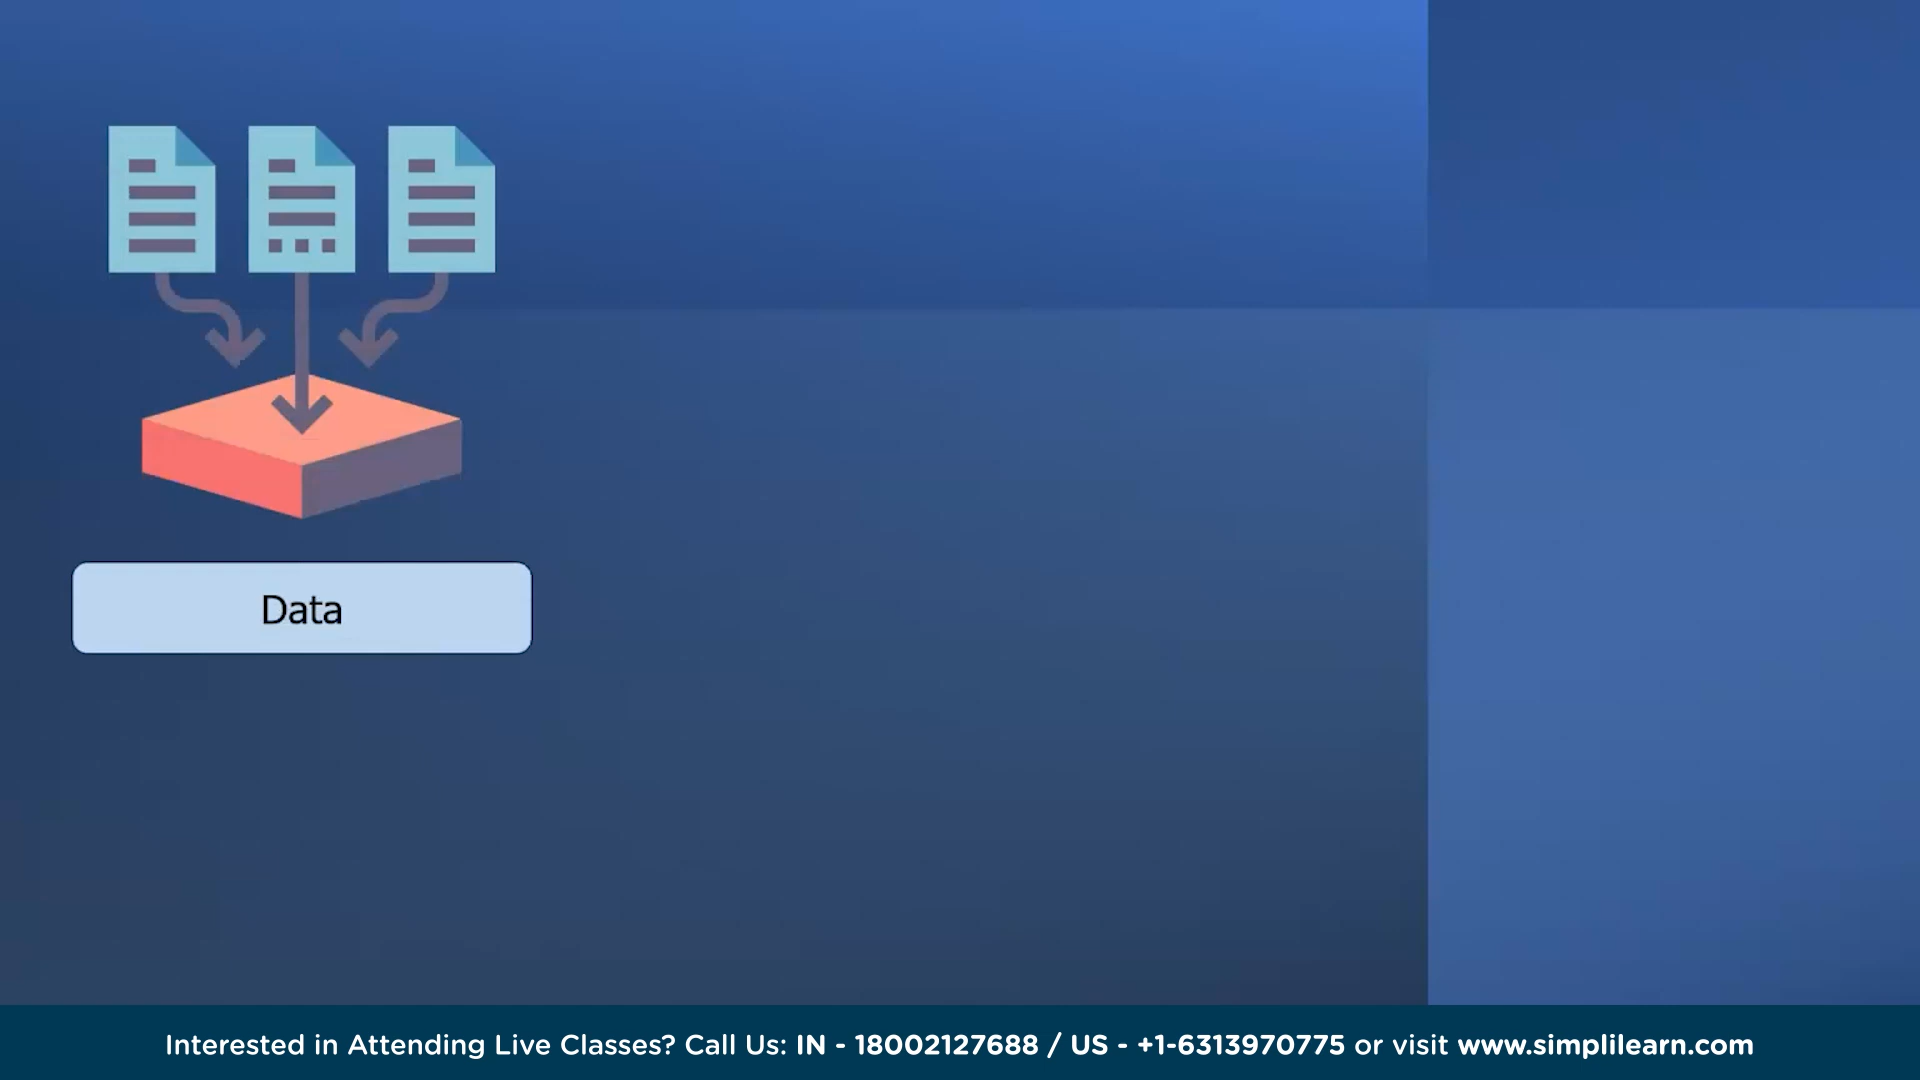 Data
Interested in Attending Live Classes? Call Us: IN - 18002127688 / US - +1-6313970775 or visit www.simplilearn.com